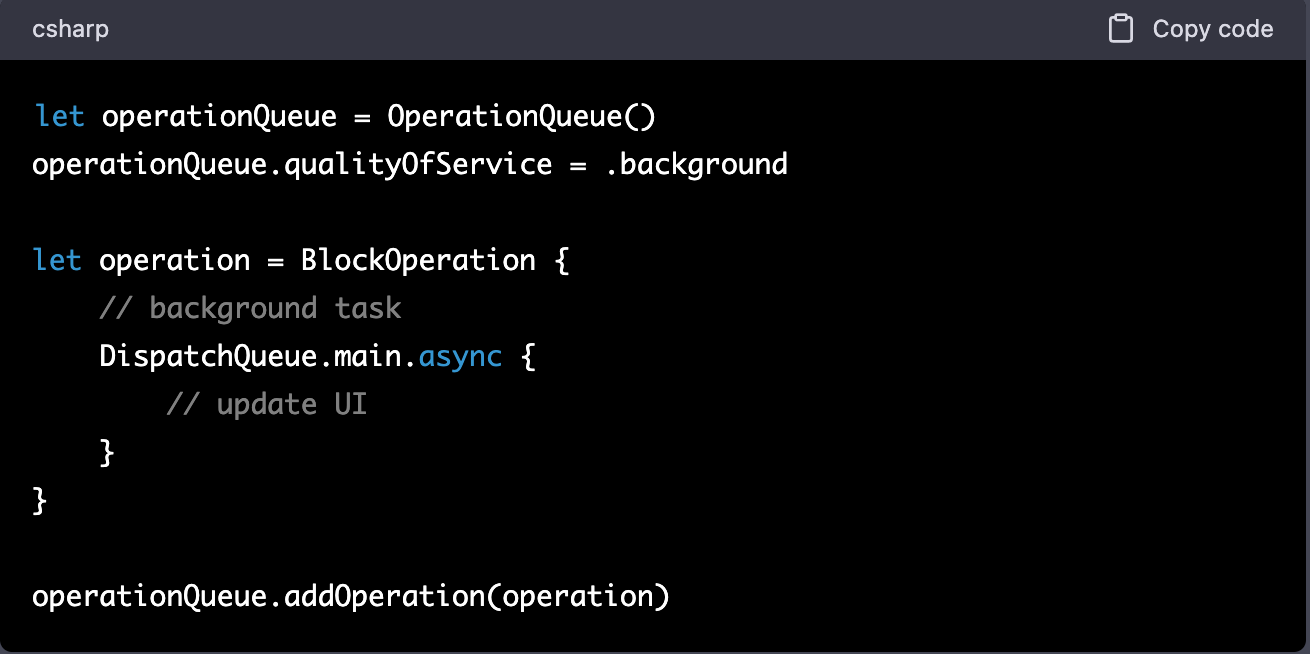 csharp
Copy code
let operationQueue = OperationQueue()
operationQueue.qualityOfService = .background

let operation = BlockOperation {
    // background task
    DispatchQueue.main.async {
        // update UI
    }
}

operationQueue.addOperation(operation)